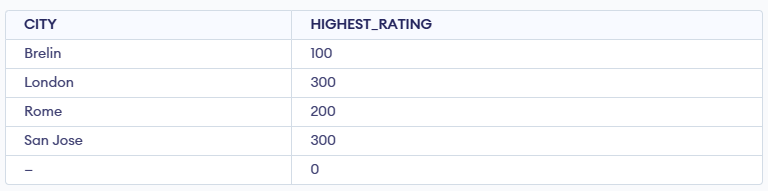 CITY HIGHEST_RATING
Brelin 100
London 300
Rome 200
San Jose 300
– 0